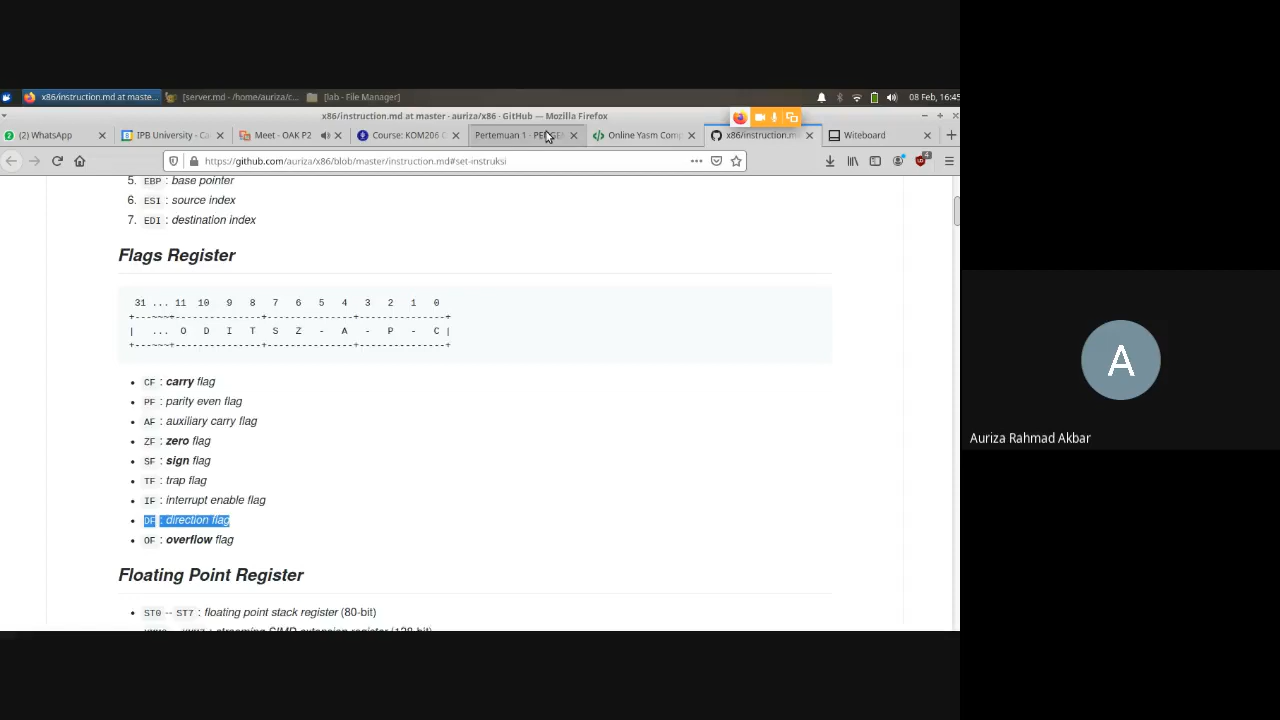 x86/instruction.md at maste... [server.md - /home/auriza/c... [lab - File Manager] 08 Feb, 16:45
x86/instruction.md at master · auriza/x86 · GitHub — Mozilla Firefox
(2) WhatsApp IPB University - Ca Meet - OAK P2 Course: KOM206 Pertemuan 1 - PE Online Yasm Comp x86/instruction.md Witeboard
https://github.com/auriza/x86/blob/master/instruction.md#set-instruksi
5. EBP : base pointer
6. ESI : source index
7. EDI : destination index
Flags Register
31 ... 11 10 9 8 7 6 5 4 3 2 1 0
+---~~~+---------------+---------------+---------------+
| ... O D I T S Z - A - P - C |
+---~~~+---------------+---------------+---------------+
• CF : carry flag
• PF : parity even flag
• AF : auxiliary carry flag
• ZF : zero flag
• SF : sign flag
• TF : trap flag
• IF : interrupt enable flag
• DF : direction flag
• OF : overflow flag
Floating Point Register
• ST0 -- ST7 : floating point stack register (80-bit)
A
Auriza Rahmad Akbar